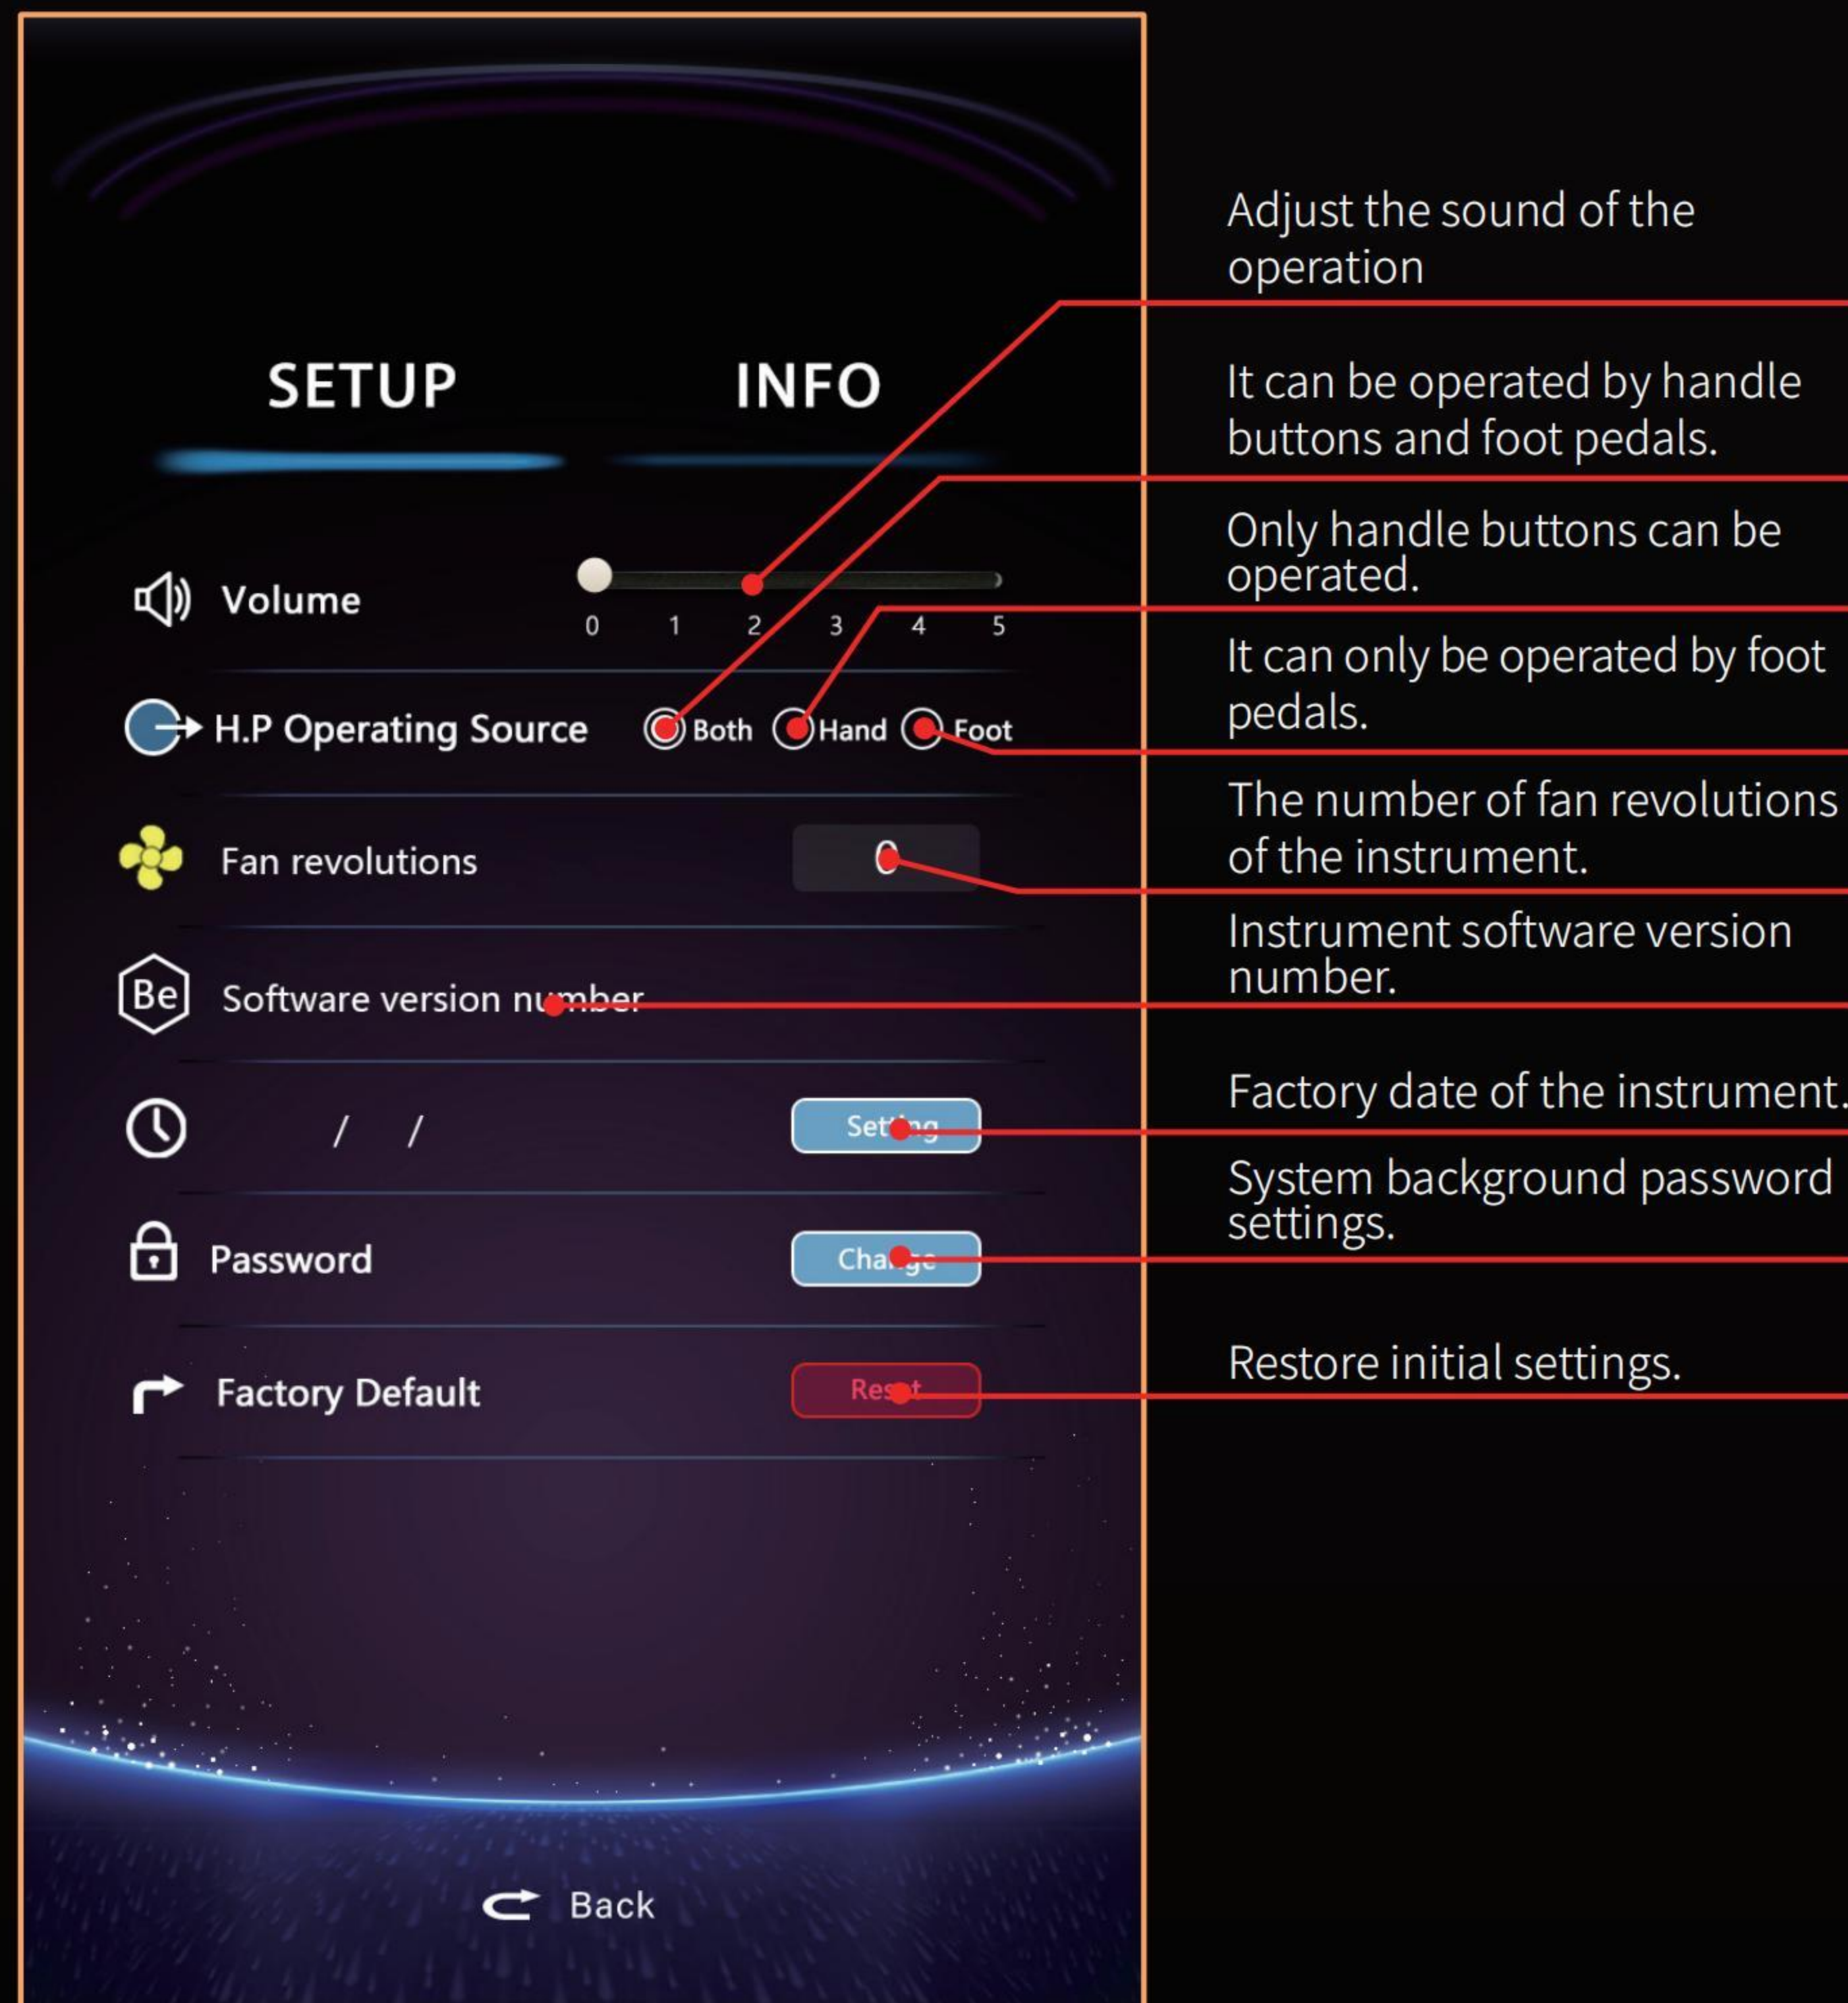 Adjust the sound of the
operation
SETUP INFO
It can be operated by handle
buttons and foot pedals.
Only handle buttons can be
operated.
Volume
0 1 2 3 4 5
It can only be operated by foot
pedals.
H.P Operating Source Both Hand Foot
The number of fan revolutions
of the instrument.
Fan revolutions 0
Instrument software version
number.
Be Software version number
Factory date of the instrument.
/ / Setting
System background password
settings.
Password Change
Restore initial settings.
Factory Default Reset
Back